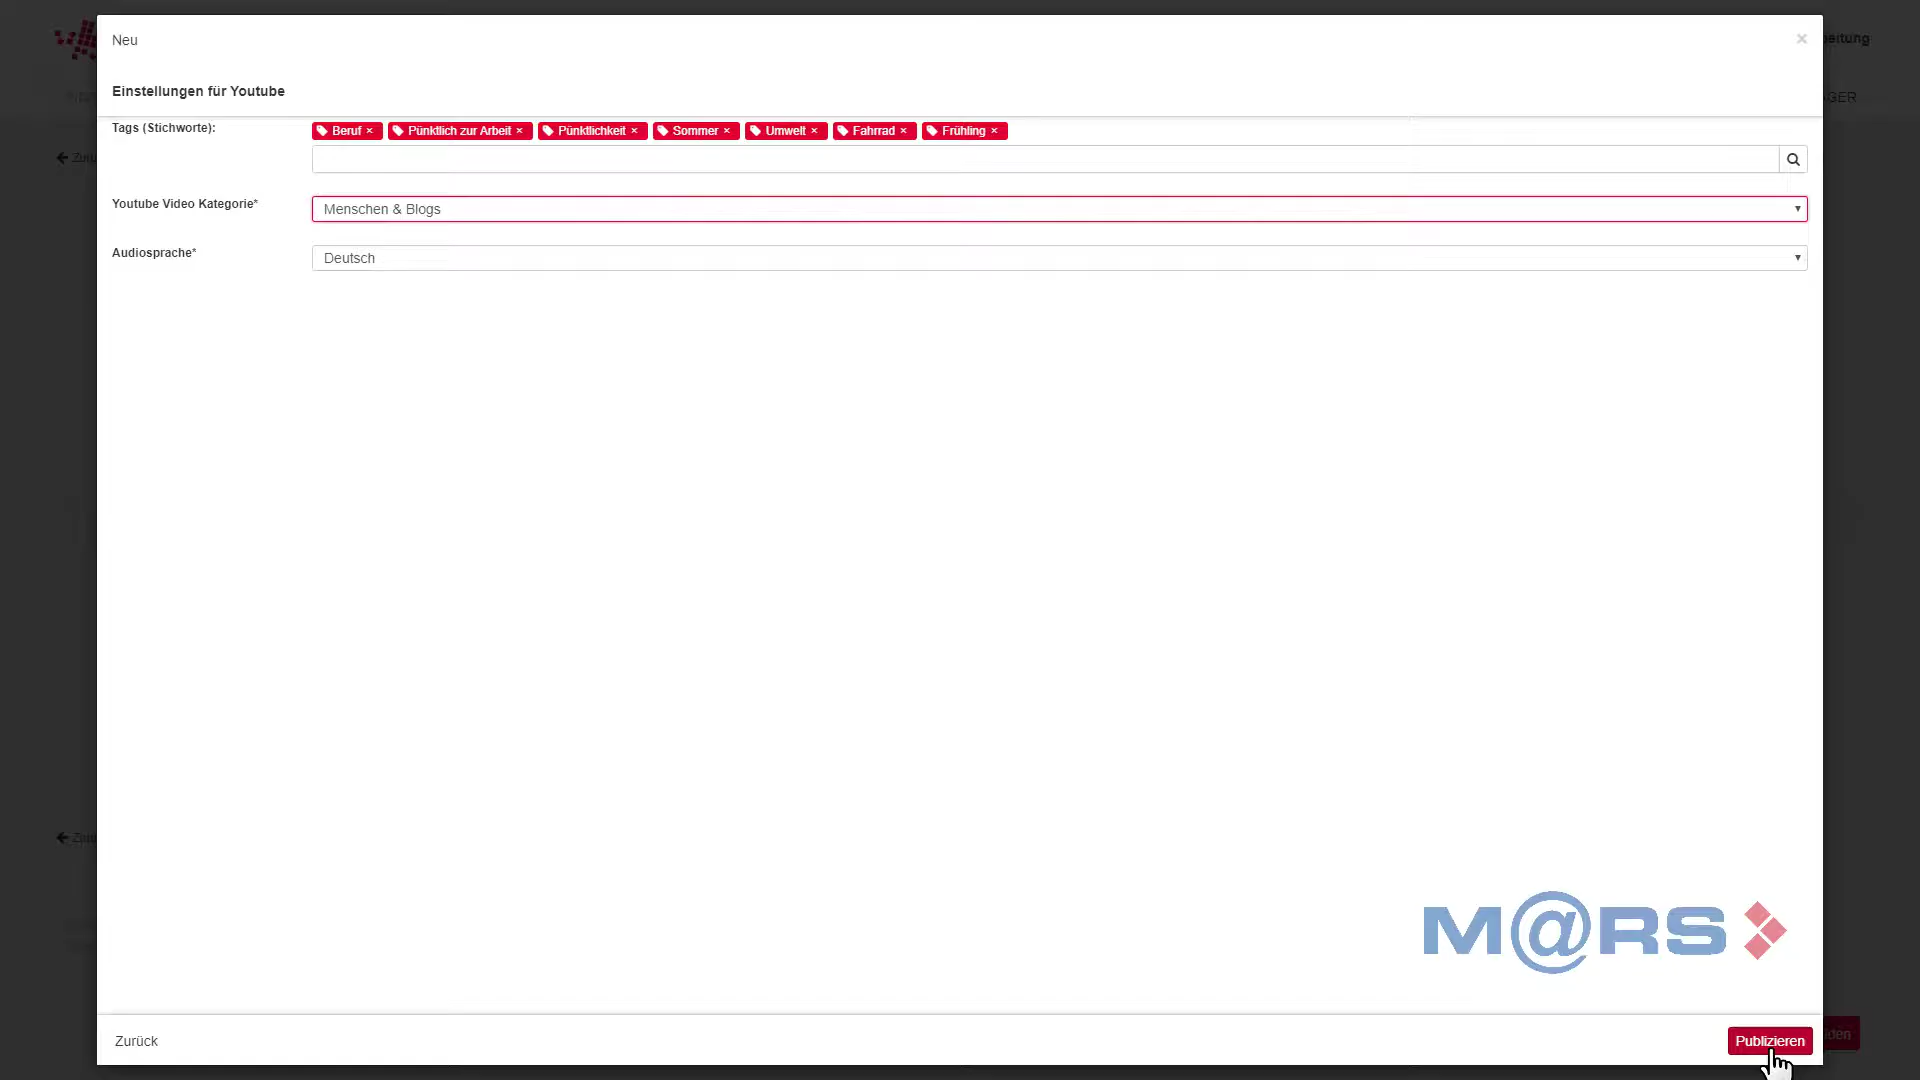 Neu
×
Einstellungen für Youtube
Tags (Stichworte):
Beruf × Pünktlich zur Arbeit × Pünktlichkeit × Sommer × Umwelt × Fahrrad × Frühling ×
Youtube Video Kategorie*
Menschen & Blogs
Audiosprache*
Deutsch
M@RS
Zurück
Publizieren